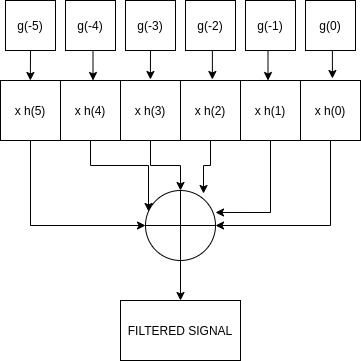 g(-5) g(-4) g(-3) g(-2) g(-1) g(0)
x h(5) x h(4) x h(3) x h(2) x h(1) x h(0)
FILTERED SIGNAL